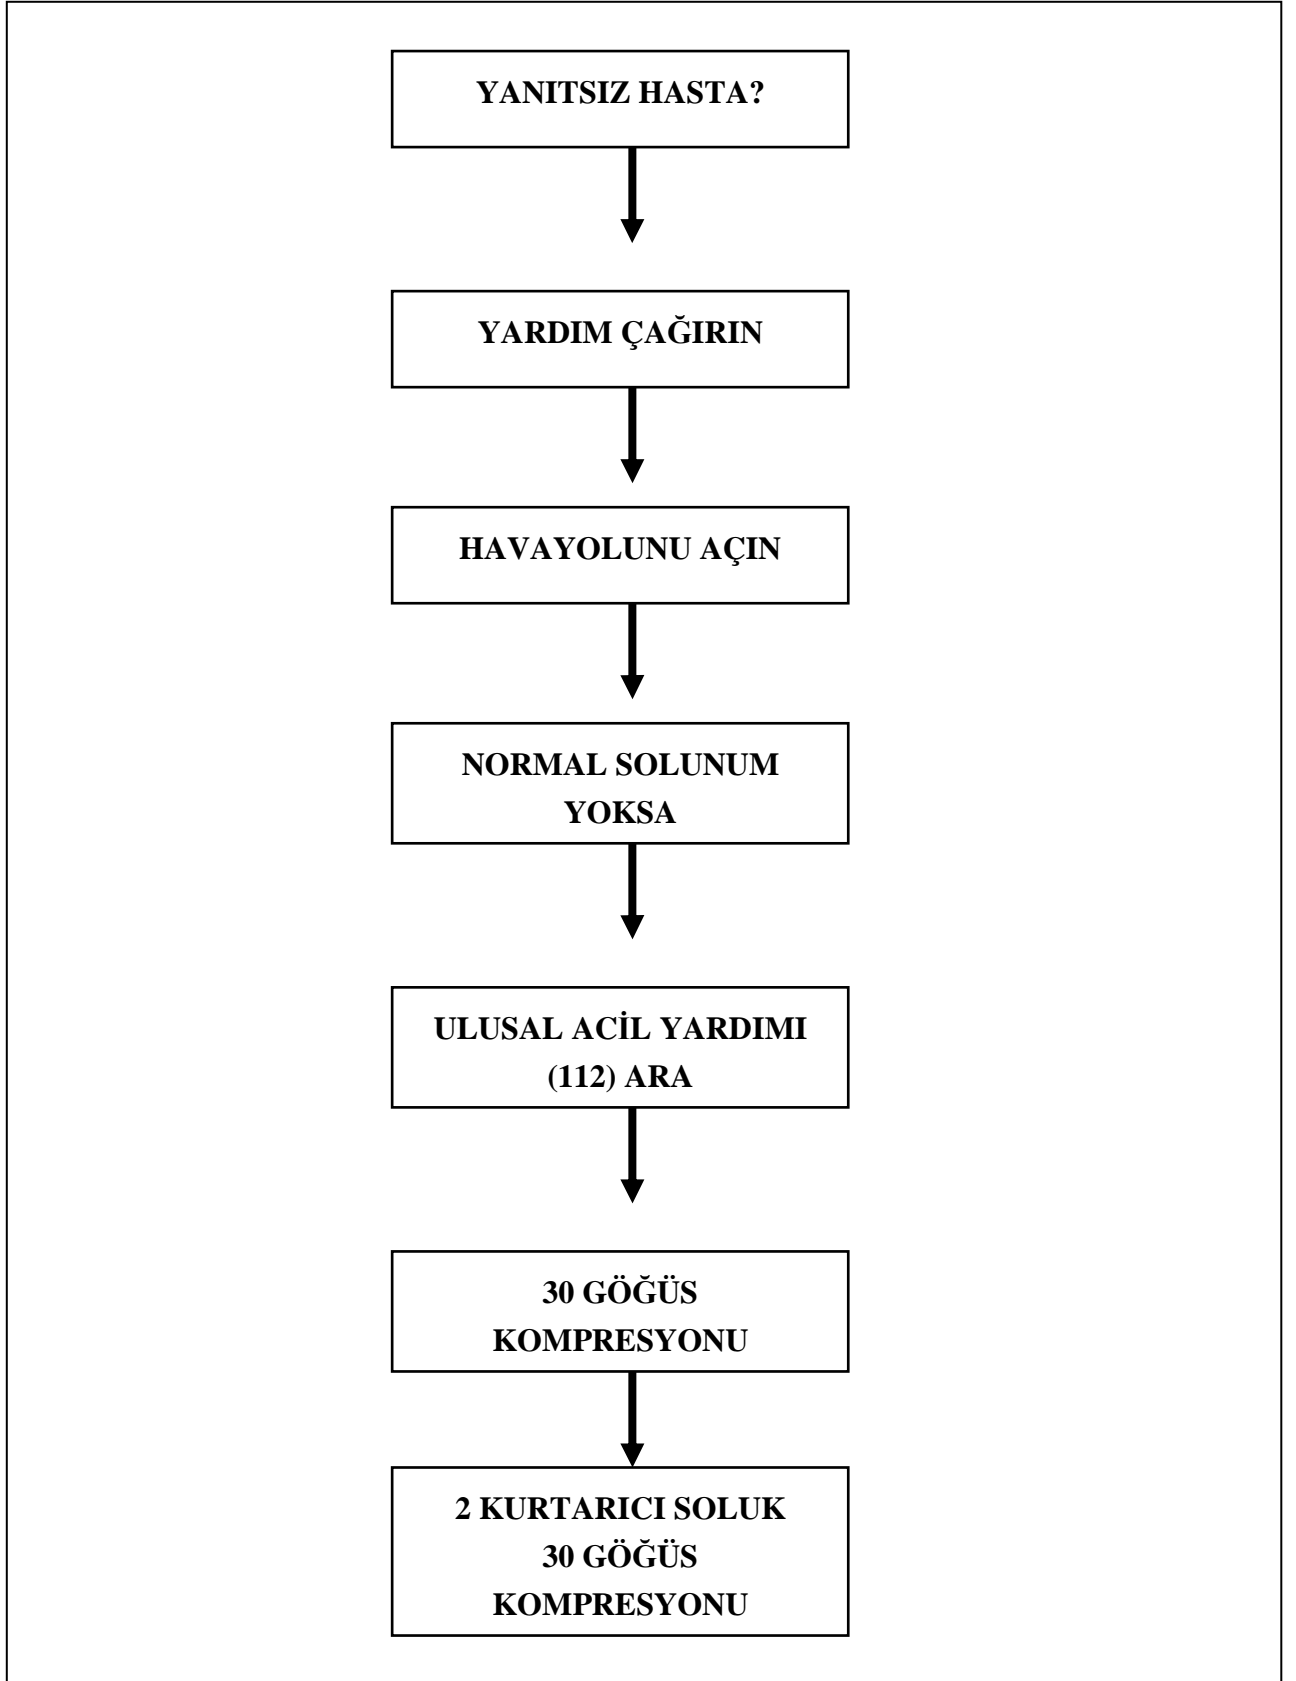 YANITSIZ HASTA?
YARDIM ÇAĞIRIN
HAVAYOLUNU AÇIN
NORMAL SOLUNUM
YOKSA
ULUSAL ACİL YARDIMI
(112) ARA
30 GÖĞÜS
KOMPRESYONU
2 KURTARICI SOLUK
30 GÖĞÜS
KOMPRESYONU